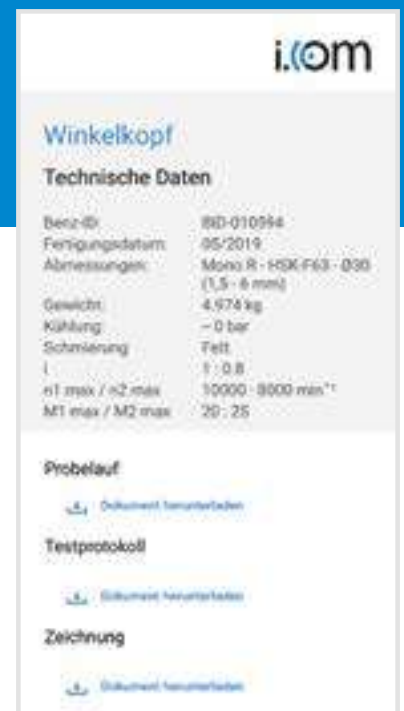 i.com
Winkelkopf
Technische Daten
Benz-ID: BID-010594
Fertigungsdatum: 05/2019
Abmessungen: Mono R - HSK-F63 - Ø30
(1,5 - 6 mm)
Gewicht: 4.974 kg
Kühlung: ~ 0 bar
Schmierung Fett
i 1 : 0.8
n1 max / n2 max 10000 - 8000 min⁻¹
M1 max / M2 max 20 : 25
Probelauf
Dokument herunterladen
Testprotokoll
Dokument herunterladen
Zeichnung
Dokument herunterladen